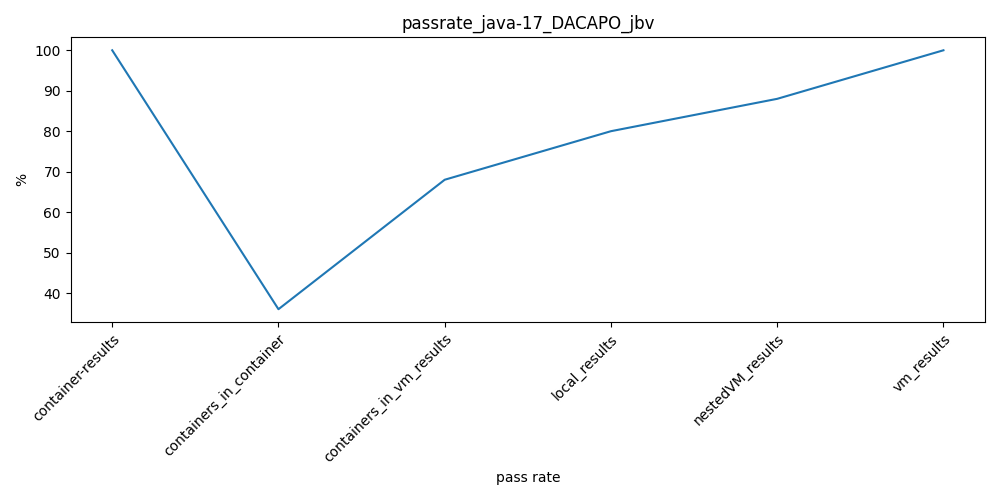 passrate_java-17_DACAPO_jbv
%
100
90
80
70
60
50
40
container-results
containers_in_container
containers_in_vm_results
local_results
nestedVM_results
vm_results
pass rate